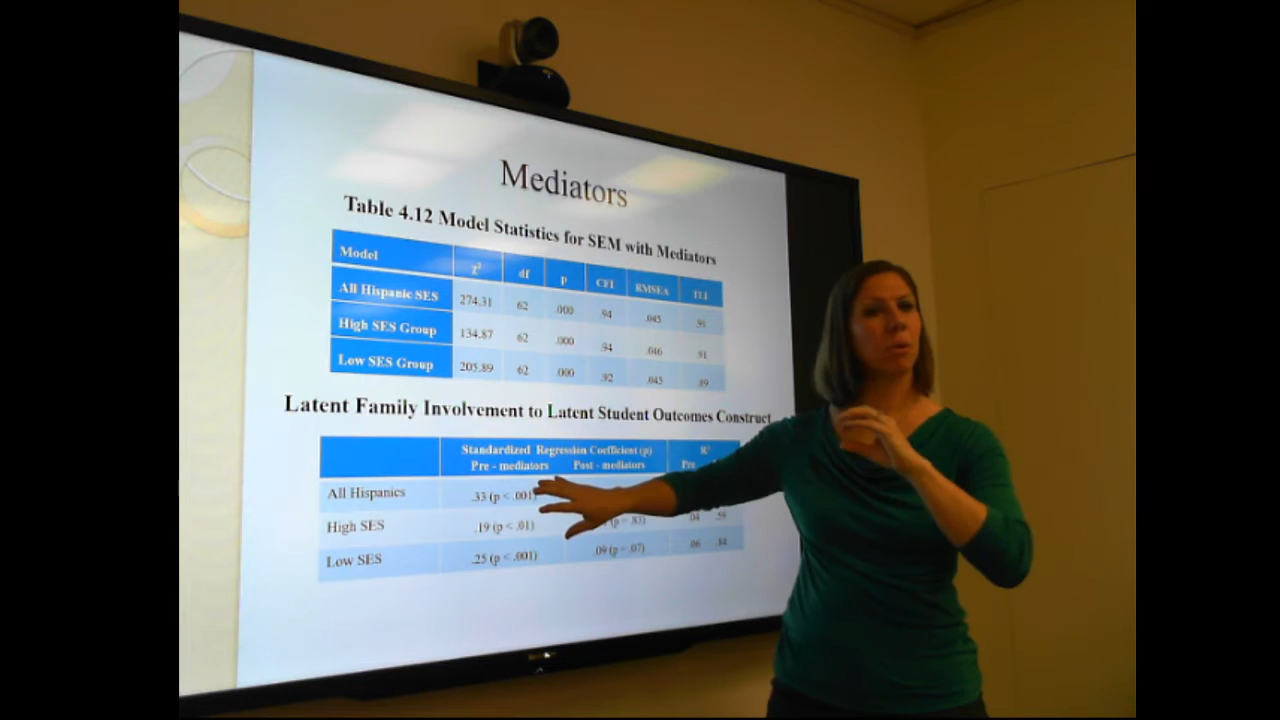 Mediators
Table 4.12 Model Statistics for SEM with Mediators
Model χ² df p CFI RMSEA TLI
All Hispanic SES 274.31 62 .000 .94 .045 .91
High SES Group 134.87 62 .000 .94 .046 .91
Low SES Group 205.89 62 .000 .92 .045 .89
Latent Family Involvement to Latent Student Outcomes Construct
Standardized Regression Coefficient (p) R²
Pre - mediators Post - mediators Pre
All Hispanics .33 (p < .001)
High SES .19 (p < .01) (p = .83) .04 .59
Low SES .25 (p < .001) .09 (p = .07) .06